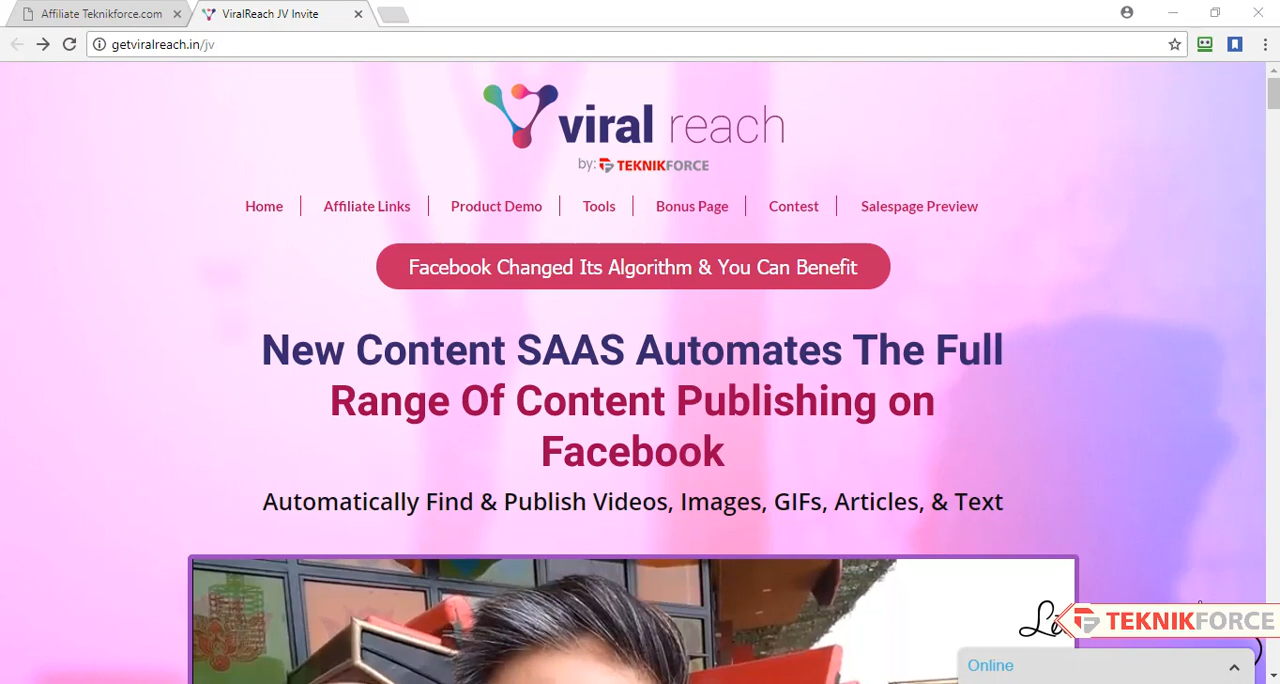 Affiliate Teknikforce.com
ViralReach JV Invite
getviralreach.in/jv
viral reach
by: TEKNIKFORCE
Home
Affiliate Links
Product Demo
Tools
Bonus Page
Contest
Salespage Preview
Facebook Changed Its Algorithm & You Can Benefit
New Content SAAS Automates The Full
Range Of Content Publishing on
Facebook
Automatically Find & Publish Videos, Images, GIFs, Articles, & Text
TEKNIKFORCE
Online